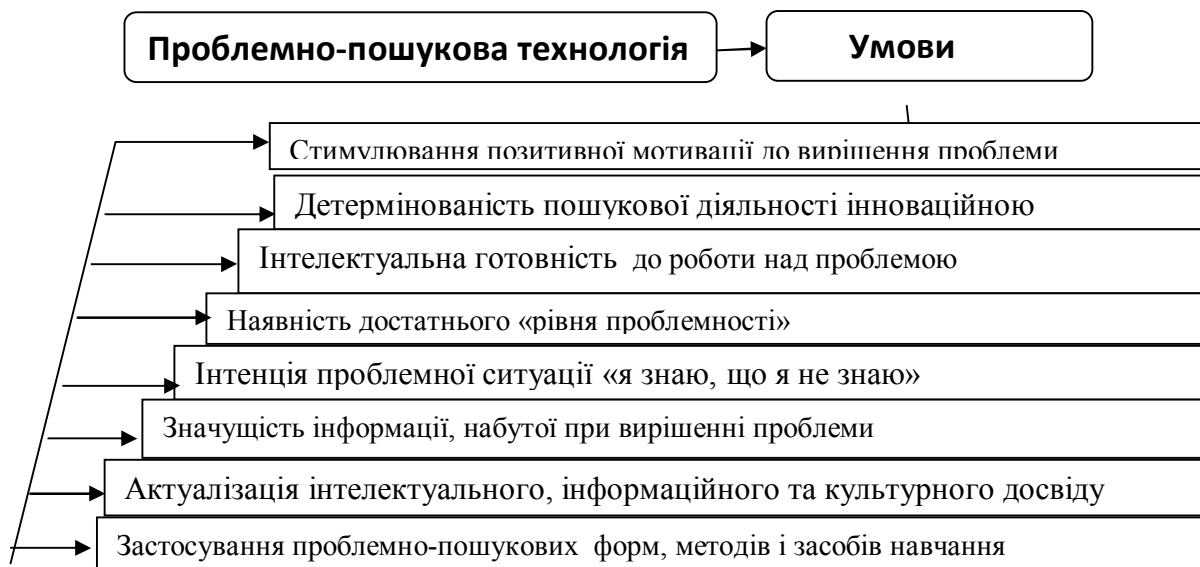 Проблемно-пошукова технологія
Умови
Стимулювання позитивної мотивації до вирішення проблеми
Детермінованість пошукової діяльності інноваційною
Інтелектуальна готовність до роботи над проблемою
Наявність достатнього «рівня проблемності»
Інтенція проблемної ситуації «я знаю, що я не знаю»
Значущість інформації, набутої при вирішенні проблеми
Актуалізація інтелектуального, інформаційного та культурного досвіду
Застосування проблемно-пошукових форм, методів і засобів навчання